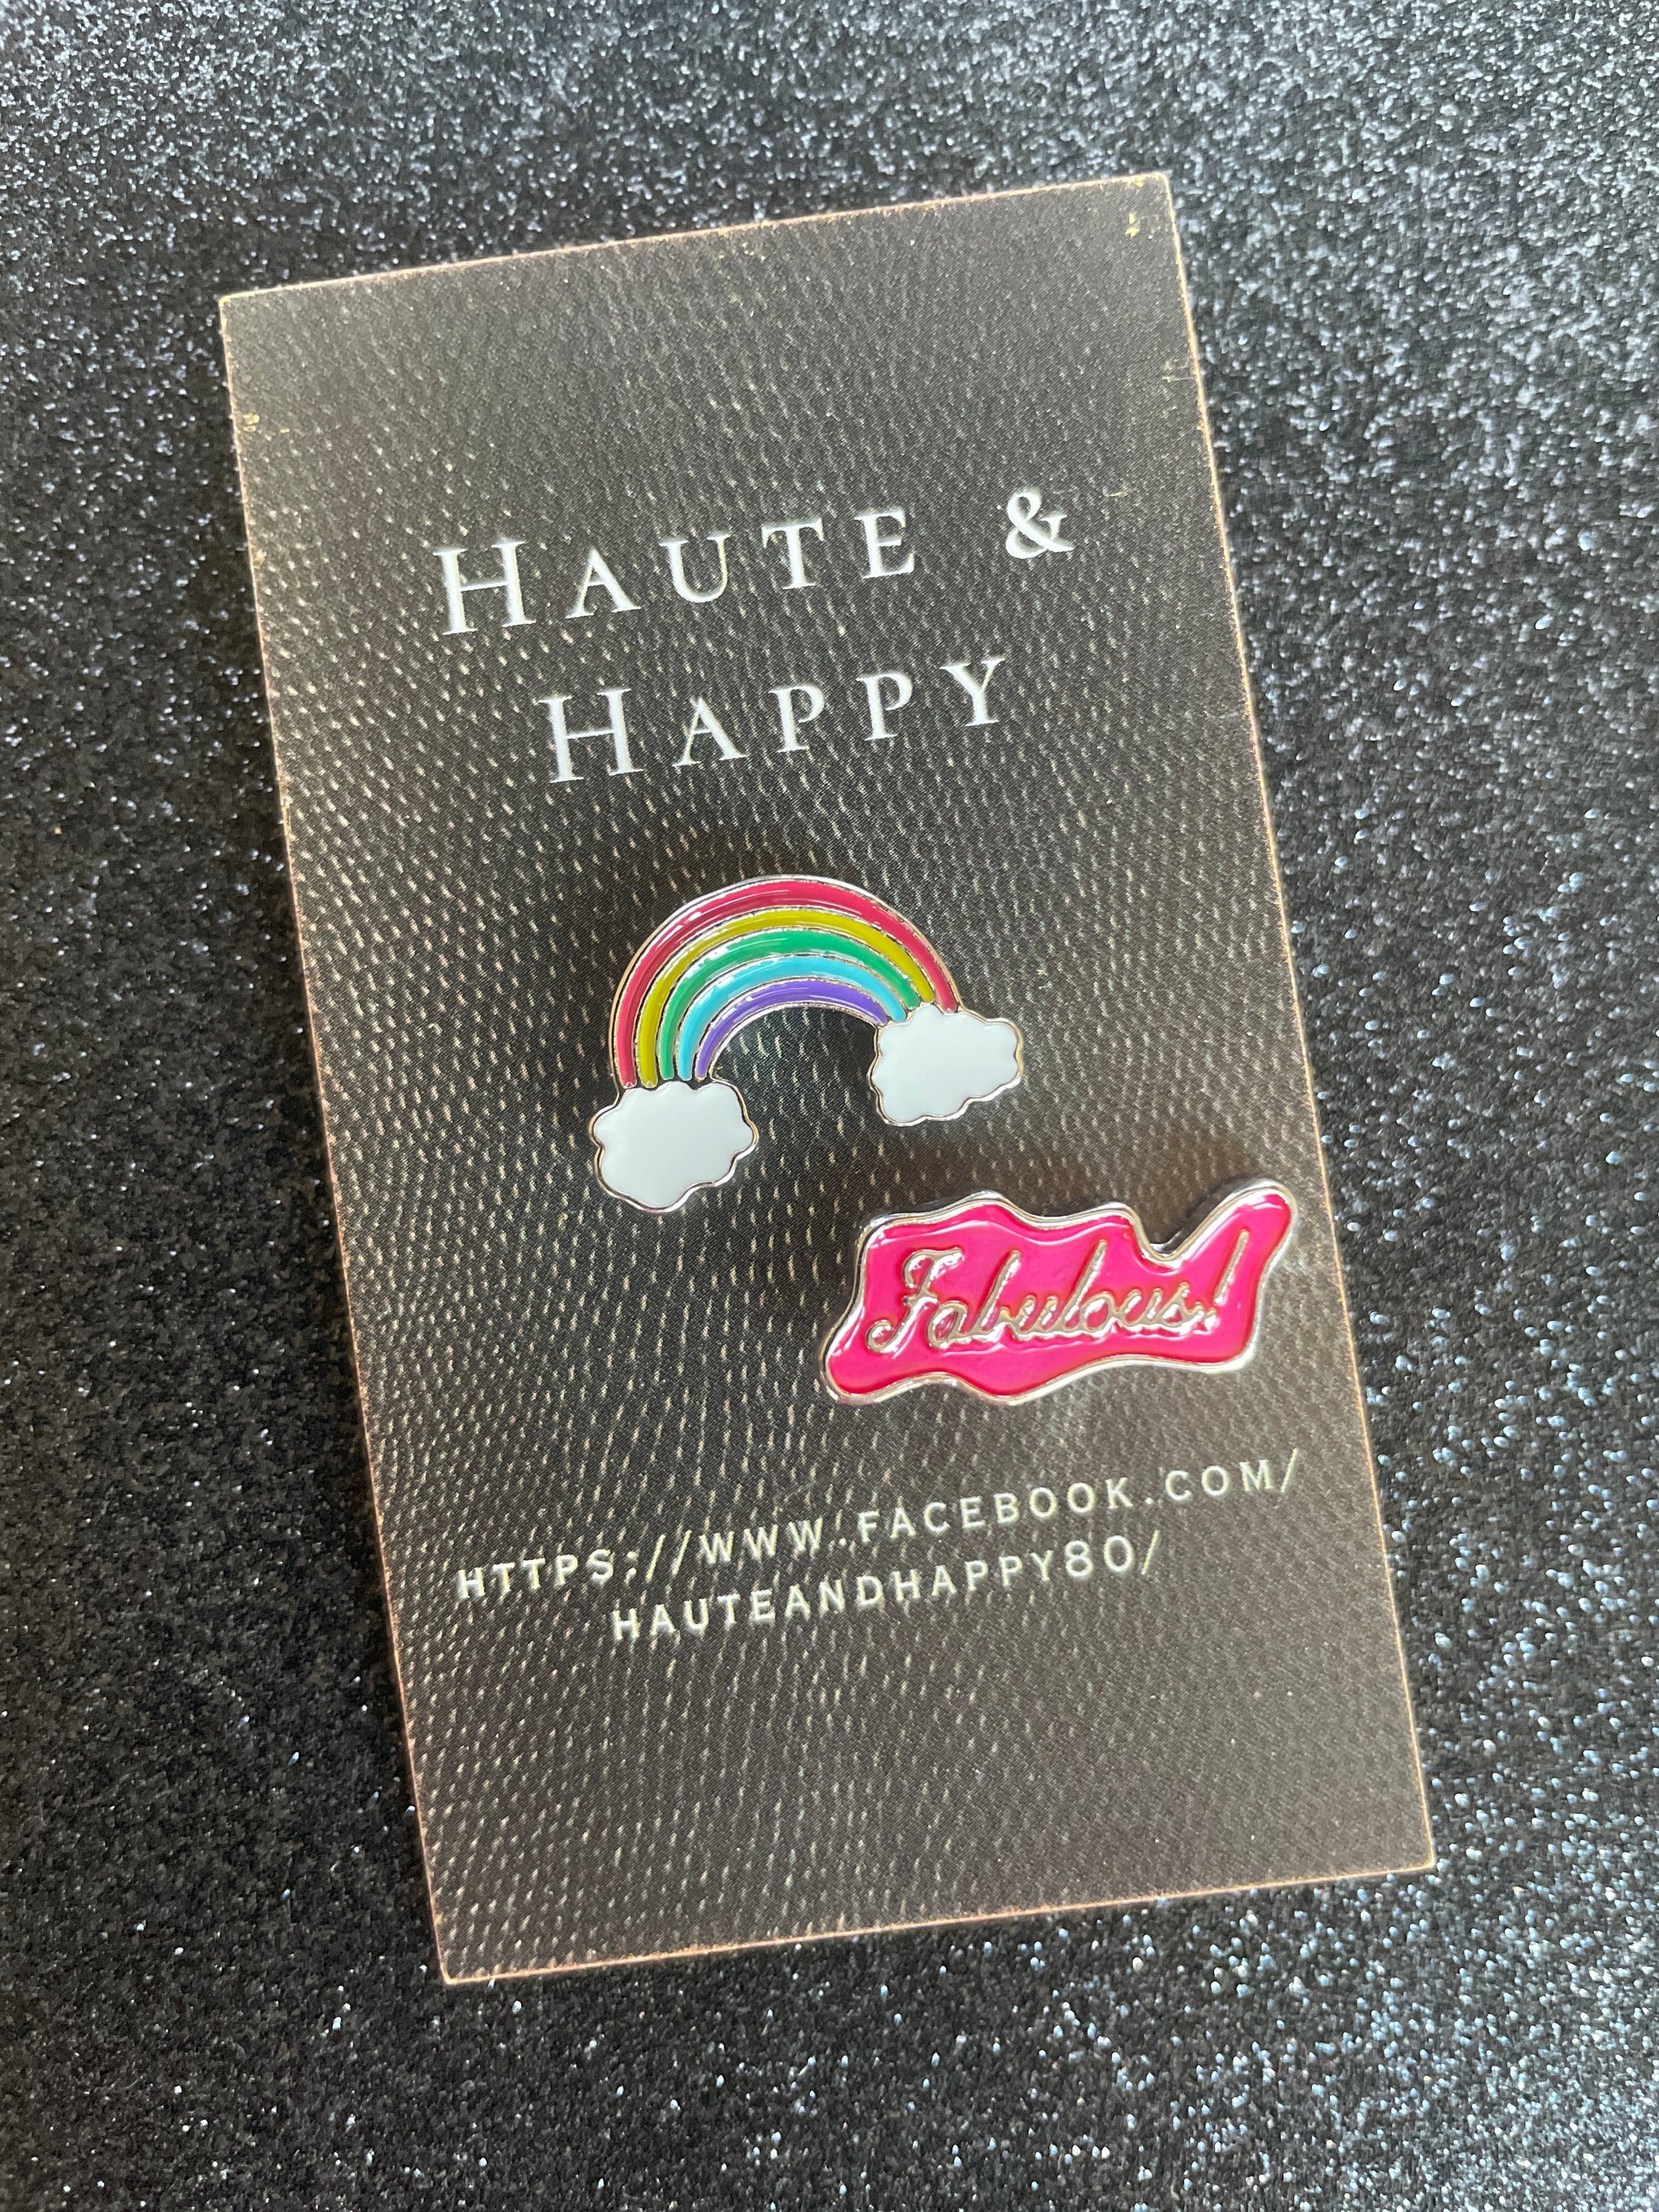 HAUTE &
HAPPY
Fabulous!
HTTPS://WWW.FACEBOOK.COM/
HAUTEANDHAPPY80/